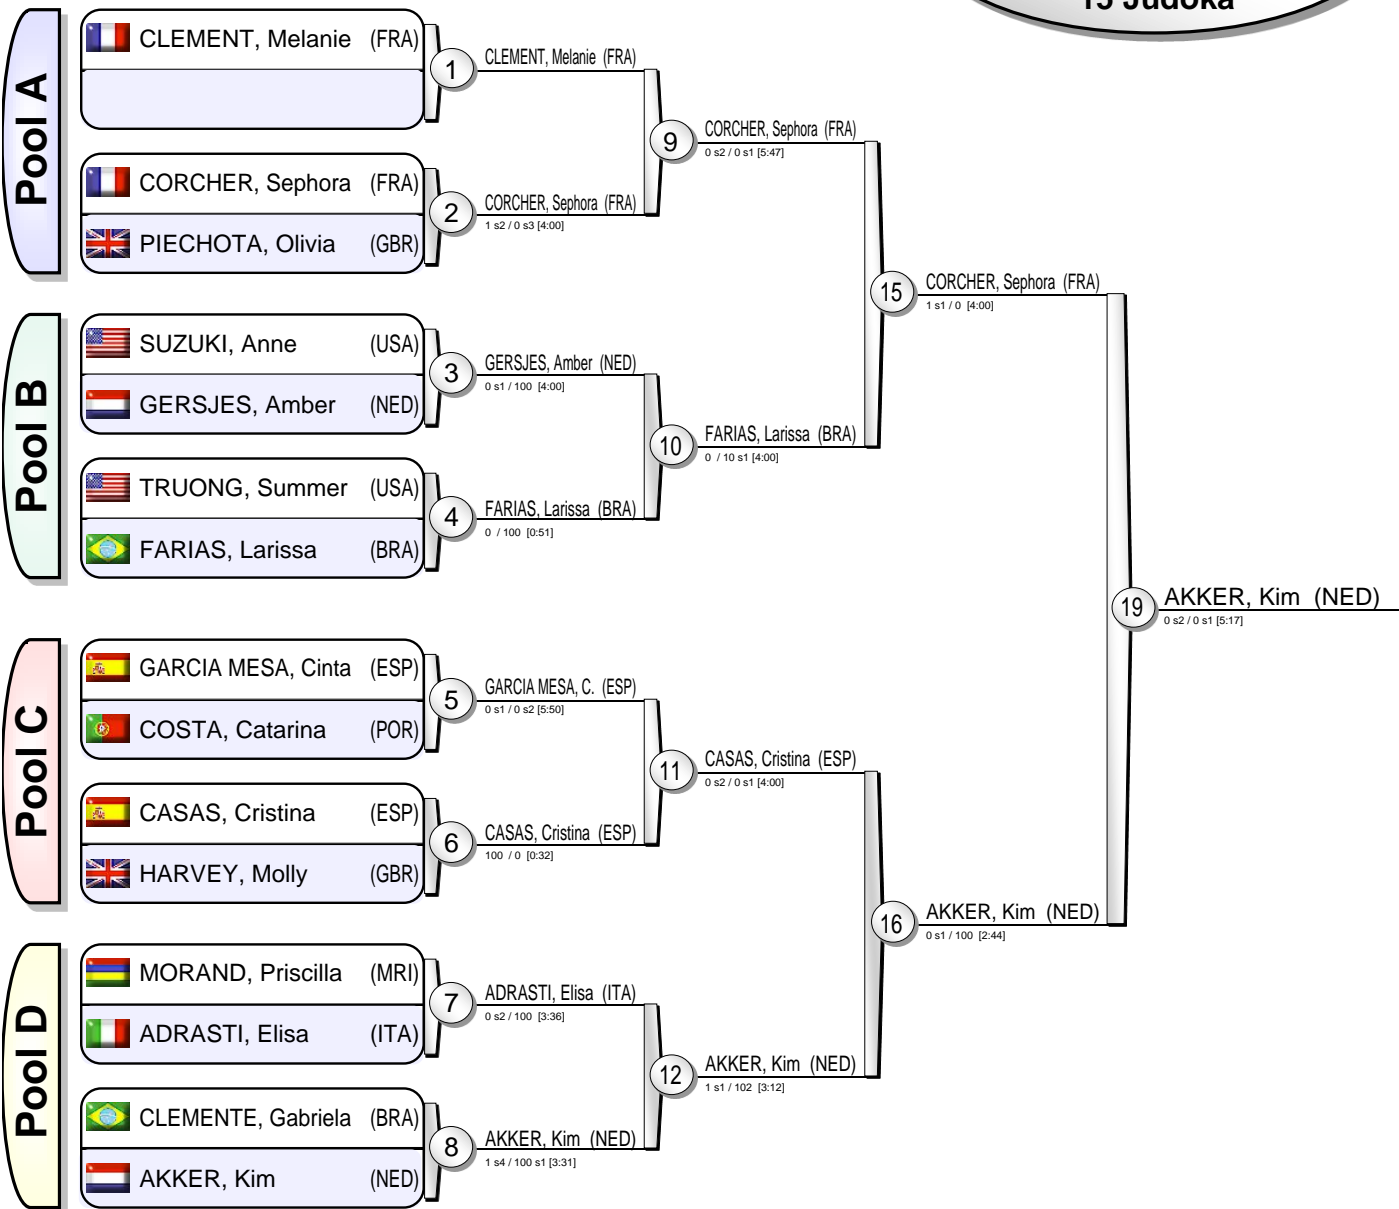 15 Judoka
Pool A
CLEMENT, Melanie (FRA)
1
CLEMENT, Melanie (FRA)
CORCHER, Sephora (FRA)
PIECHOTA, Olivia (GBR)
2
CORCHER, Sephora (FRA)
1 s2 / 0 s3 [4:00]
9
CORCHER, Sephora (FRA)
0 s2 / 0 s1 [5:47]
Pool B
SUZUKI, Anne (USA)
GERSJES, Amber (NED)
3
GERSJES, Amber (NED)
0 s1 / 100 [4:00]
TRUONG, Summer (USA)
FARIAS, Larissa (BRA)
4
FARIAS, Larissa (BRA)
0 / 100 [0:51]
10
FARIAS, Larissa (BRA)
0 / 10 s1 [4:00]
15
CORCHER, Sephora (FRA)
1 s1 / 0 [4:00]
Pool C
GARCIA MESA, Cinta (ESP)
COSTA, Catarina (POR)
5
GARCIA MESA, C. (ESP)
0 s1 / 0 s2 [5:50]
CASAS, Cristina (ESP)
HARVEY, Molly (GBR)
6
CASAS, Cristina (ESP)
100 / 0 [0:32]
11
CASAS, Cristina (ESP)
0 s2 / 0 s1 [4:00]
Pool D
MORAND, Priscilla (MRI)
ADRASTI, Elisa (ITA)
7
ADRASTI, Elisa (ITA)
0 s2 / 100 [3:36]
CLEMENTE, Gabriela (BRA)
AKKER, Kim (NED)
8
AKKER, Kim (NED)
1 s4 / 100 s1 [3:31]
12
AKKER, Kim (NED)
1 s1 / 102 [3:12]
16
AKKER, Kim (NED)
0 s1 / 100 [2:44]
19
AKKER, Kim (NED)
0 s2 / 0 s1 [5:17]